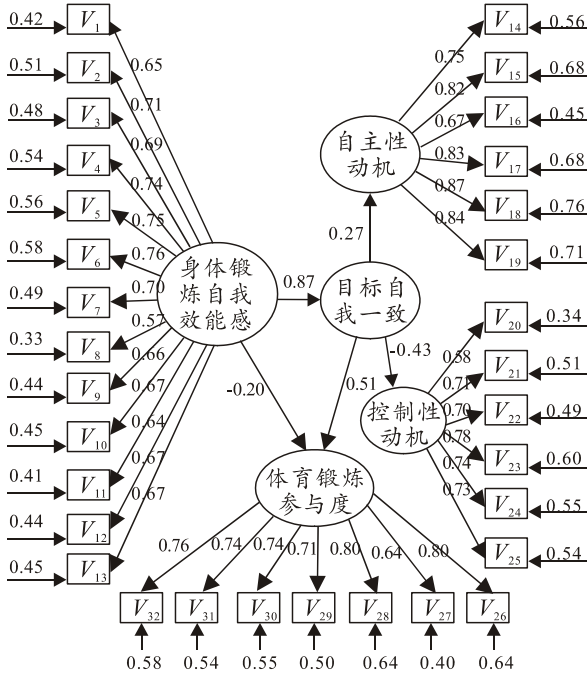 0.42
V1
0.51
V2
0.48
V3
0.54
V4
0.56
V5
0.58
V6
0.49
V7
0.33
V8
0.44
V9
0.45
V10
0.41
V11
0.44
V12
0.45
V13
0.65
0.71
0.69
0.74
0.75
0.76
0.70
0.57
0.66
0.67
0.64
0.67
0.67
身体锻
炼自我
效能感
0.87
-0.20
目标自
我一致
0.27
-0.43
0.51
自主性
动机
0.75
0.82
0.67
0.83
0.87
0.84
V14
0.56
V15
0.68
V16
0.45
V17
0.68
V18
0.76
V19
0.71
控制性
动机
0.58
0.71
0.70
0.78
0.74
0.73
V20
0.34
V21
0.51
V22
0.49
V23
0.60
V24
0.55
V25
0.54
体育锻炼
参与度
0.76
0.74
0.74
0.71
0.80
0.64
0.80
V32
V31
V30
V29
V28
V27
V26
0.58
0.54
0.55
0.50
0.64
0.40
0.64